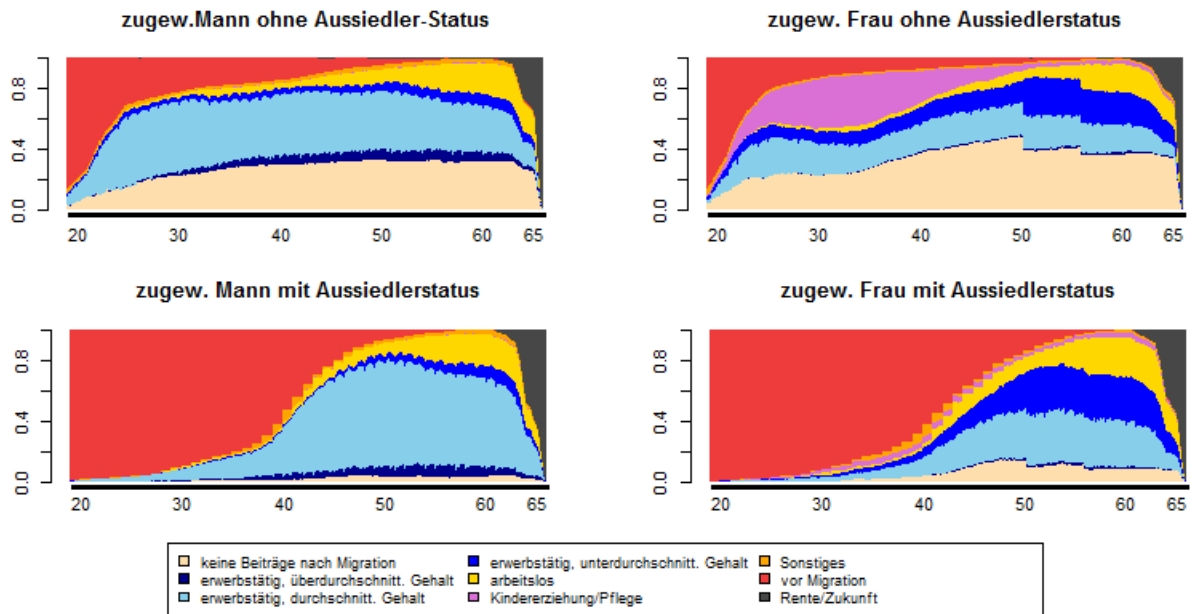 zugew.Mann ohne Aussiedler-Status
zugew. Frau ohne Aussiedlerstatus
0.8
0.4
0.0
20 30 40 50 60 65
0.8
0.4
0.0
20 30 40 50 60 65
zugew. Mann mit Aussiedlerstatus
zugew. Frau mit Aussiedlerstatus
0.8
0.4
0.0
20 30 40 50 60 65
0.8
0.4
0.0
20 30 40 50 60 65
keine Beiträge nach Migration
erwerbstätig, überdurchschnitt. Gehalt
erwerbstätig, durchschnitt. Gehalt
erwerbstätig, unterdurchschnitt. Gehalt
arbeitslos
Kindererziehung/Pflege
Sonstiges
vor Migration
Rente/Zukunft